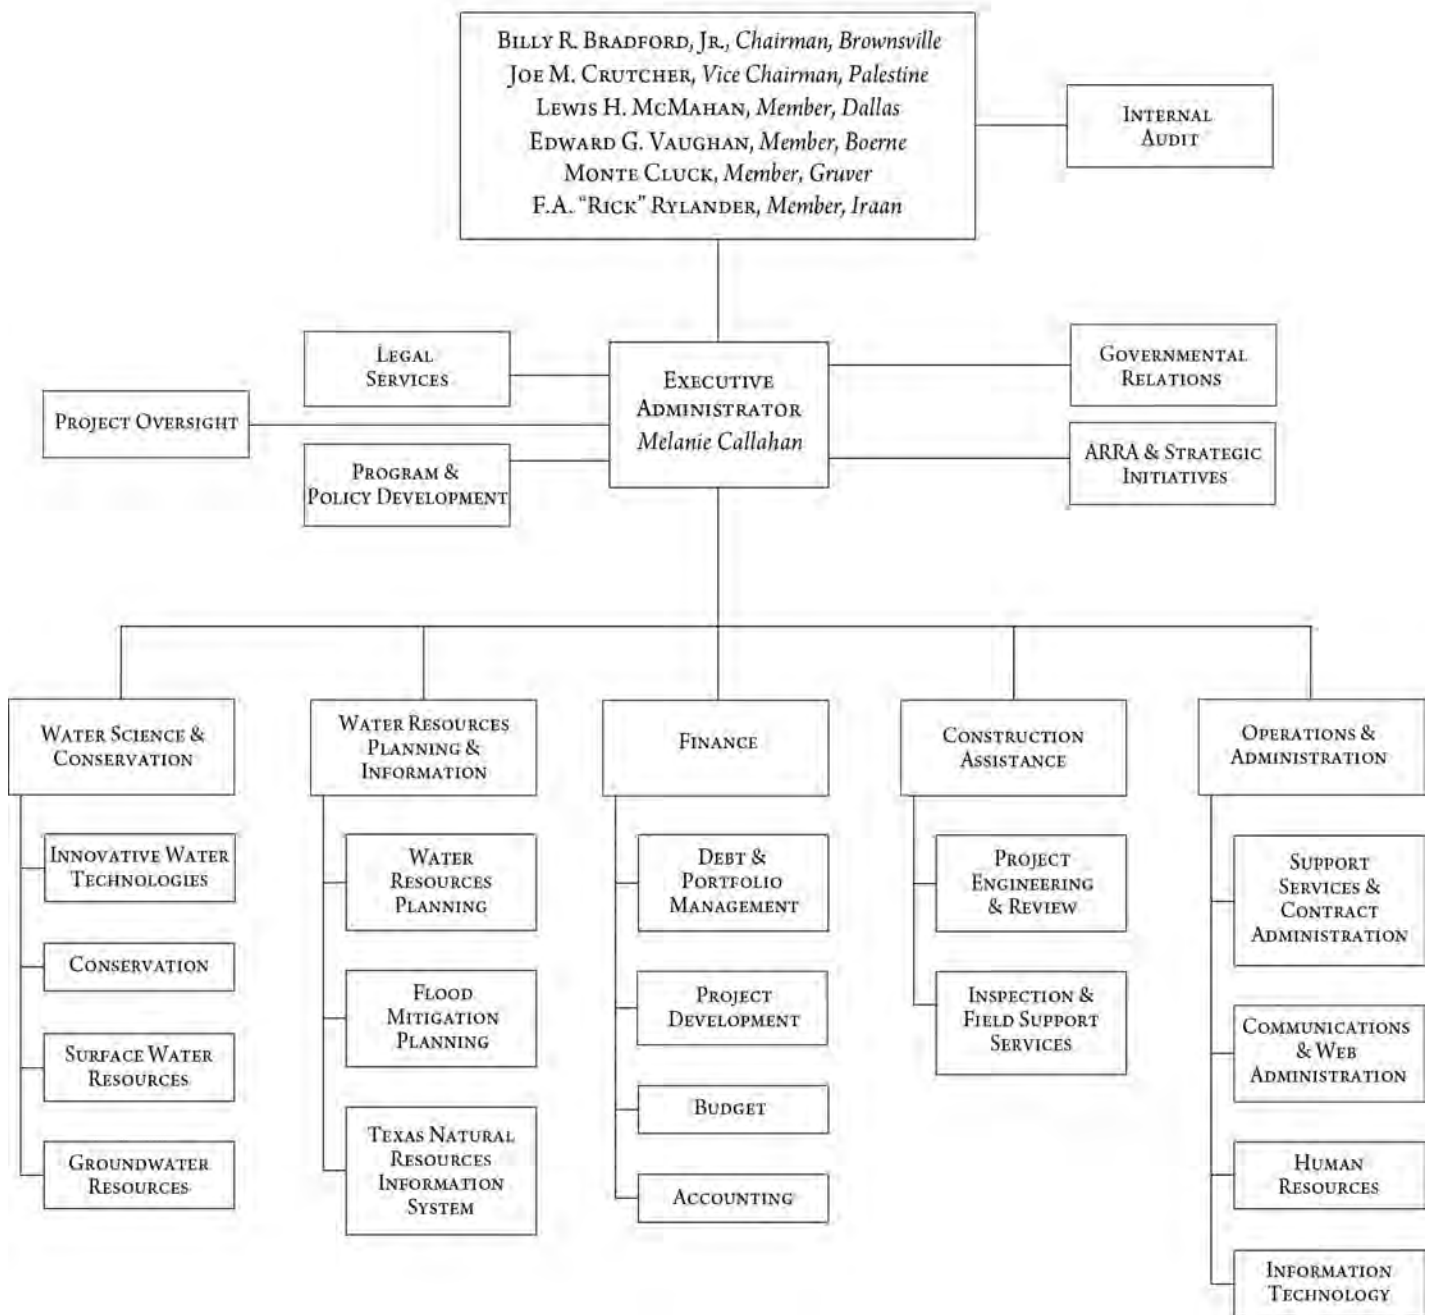 BILLY R. BRADFORD, JR., Chairman, Brownsville
JOE M. CRUTCHER, Vice Chairman, Palestine
LEWIS H. MCMAHAN, Member, Dallas
EDWARD G. VAUGHAN, Member, Boerne
MONTE CLUCK, Member, Gruver
F.A. “RICK” RYLANDER, Member, Iraan
INTERNAL
AUDIT
LEGAL
SERVICES
PROJECT OVERSIGHT
PROGRAM &
POLICY DEVELOPMENT
EXECUTIVE
ADMINISTRATOR
Melanie Callahan
GOVERNMENTAL
RELATIONS
ARRA & STRATEGIC
INITIATIVES
WATER SCIENCE &
CONSERVATION
INNOVATIVE WATER
TECHNOLOGIES
CONSERVATION
SURFACE WATER
RESOURCES
GROUNDWATER
RESOURCES
WATER RESOURCES
PLANNING &
INFORMATION
WATER
RESOURCES
PLANNING
FLOOD
MITIGATION
PLANNING
TEXAS NATURAL
RESOURCES
INFORMATION
SYSTEM
FINANCE
DEBT &
PORTFOLIO
MANAGEMENT
PROJECT
DEVELOPMENT
BUDGET
ACCOUNTING
CONSTRUCTION
ASSISTANCE
PROJECT
ENGINEERING
& REVIEW
INSPECTION &
FIELD SUPPORT
SERVICES
OPERATIONS &
ADMINISTRATION
SUPPORT
SERVICES &
CONTRACT
ADMINISTRATION
COMMUNICATIONS
& WEB
ADMINISTRATION
HUMAN
RESOURCES
INFORMATION
TECHNOLOGY